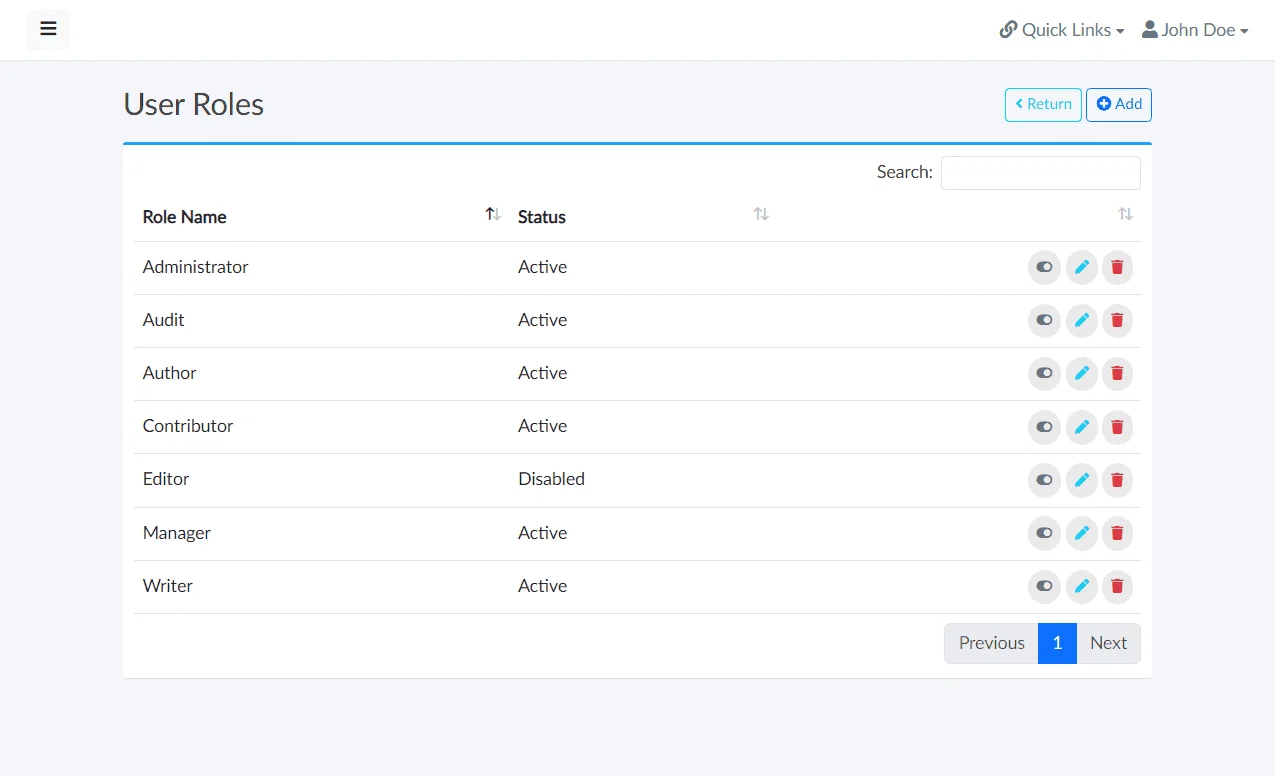 Quick Links John Doe
User Roles
Return Add
Search:
Role Name Status
Administrator Active
Audit Active
Author Active
Contributor Active
Editor Disabled
Manager Active
Writer Active
Previous 1 Next